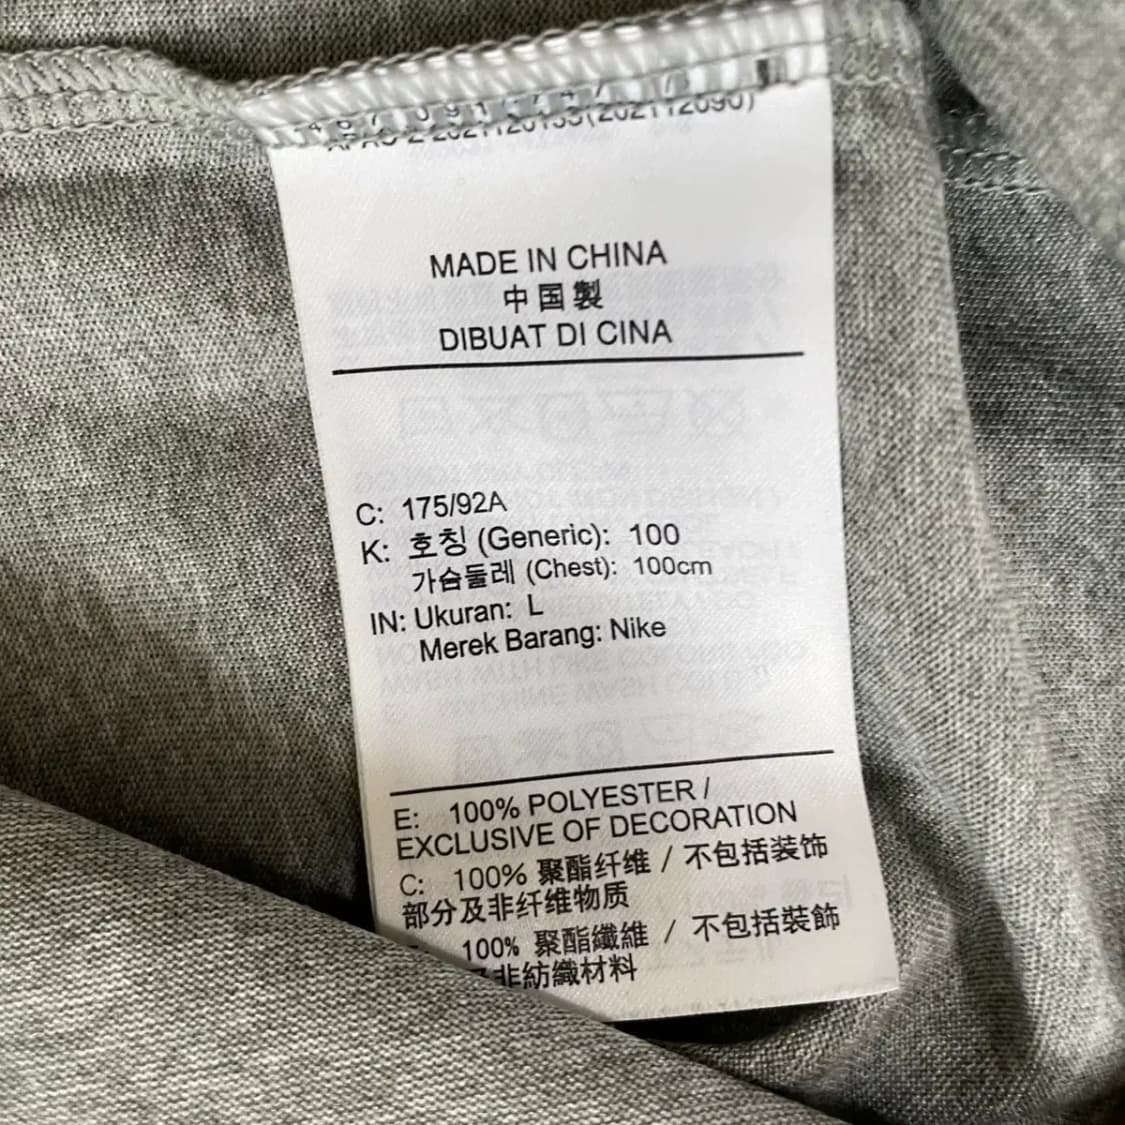 MADE IN CHINA
中国製
DIBUAT DI CINA
C: 175/92A
K: 호칭 (Generic): 100
가슴둘레 (Chest): 100cm
IN: Ukuran: L
Merek Barang: Nike
E: 100% POLYESTER /
EXCLUSIVE OF DECORATION
C: 100% 聚酯纤维 / 不包括装饰
部分及非纤维物质
100% 聚酯纖維 / 不包括裝飾
非紡織材料